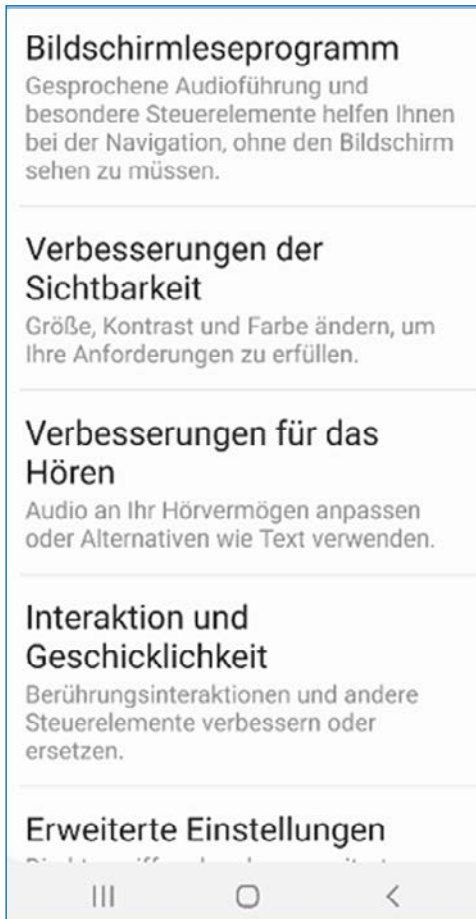 Bildschirmleseprogramm
Gesprochene Audioführung und
besondere Steuerelemente helfen Ihnen
bei der Navigation, ohne den Bildschirm
sehen zu müssen.
Verbesserungen der
Sichtbarkeit
Größe, Kontrast und Farbe ändern, um
Ihre Anforderungen zu erfüllen.
Verbesserungen für das
Hören
Audio an Ihr Hörvermögen anpassen
oder Alternativen wie Text verwenden.
Interaktion und
Geschicklichkeit
Berührungsinteraktionen und andere
Steuerelemente verbessern oder
ersetzen.
Erweiterte Einstellungen